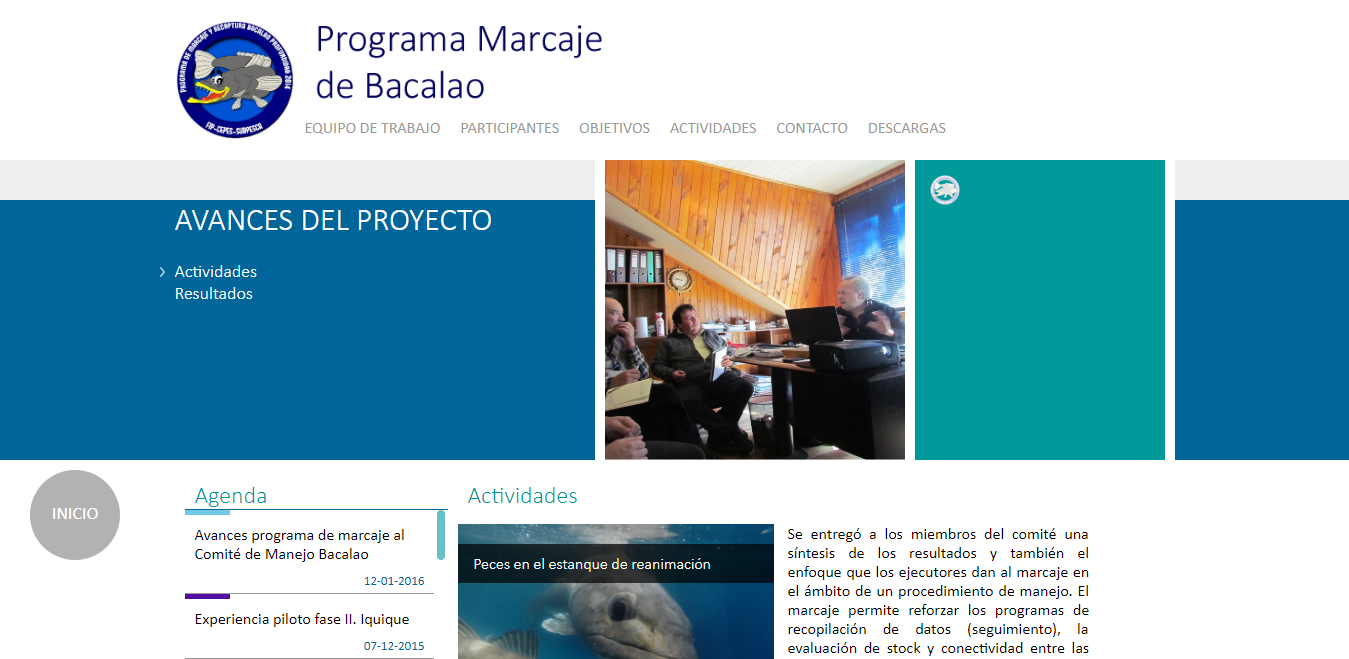 PROGRAMA DE MARCAJE Y RECAPTURA BACALAO PROFUNDIDAD 2014
FIP-CEPES-SUBPESCA
Programa Marcaje
de Bacalao
EQUIPO DE TRABAJO PARTICIPANTES OBJETIVOS ACTIVIDADES CONTACTO DESCARGAS
AVANCES DEL PROYECTO
Actividades
Resultados
INICIO
Agenda
Avances programa de marcaje al
Comité de Manejo Bacalao
12-01-2016
Experiencia piloto fase II. Iquique
07-12-2015
Actividades
Peces en el estanque de reanimación
Se entregó a los miembros del comité una
síntesis de los resultados y también el
enfoque que los ejecutores dan al marcaje en
el ámbito de un procedimiento de manejo. El
marcaje permite reforzar los programas de
recopilación de datos (seguimiento), la
evaluación de stock y conectividad entre las